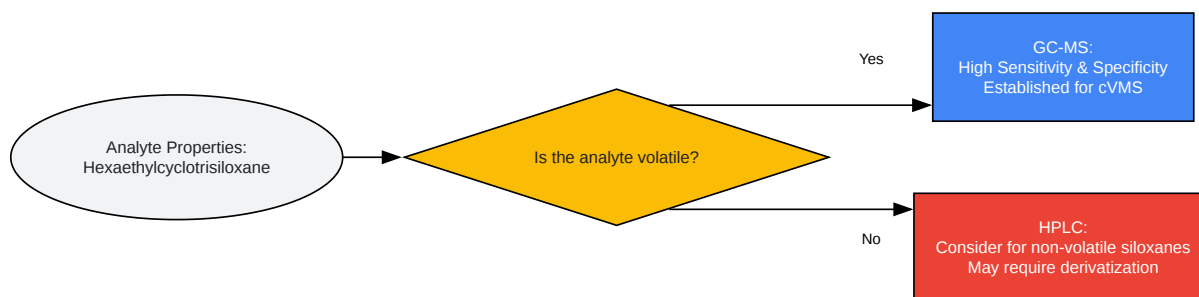 Analyte Properties:
Hexaethylcyclotrisiloxane
Is the analyte volatile?
Yes
GC-MS:
High Sensitivity & Specificity
Established for cVMS
No
HPLC:
Consider for non-volatile siloxanes
May require derivatization